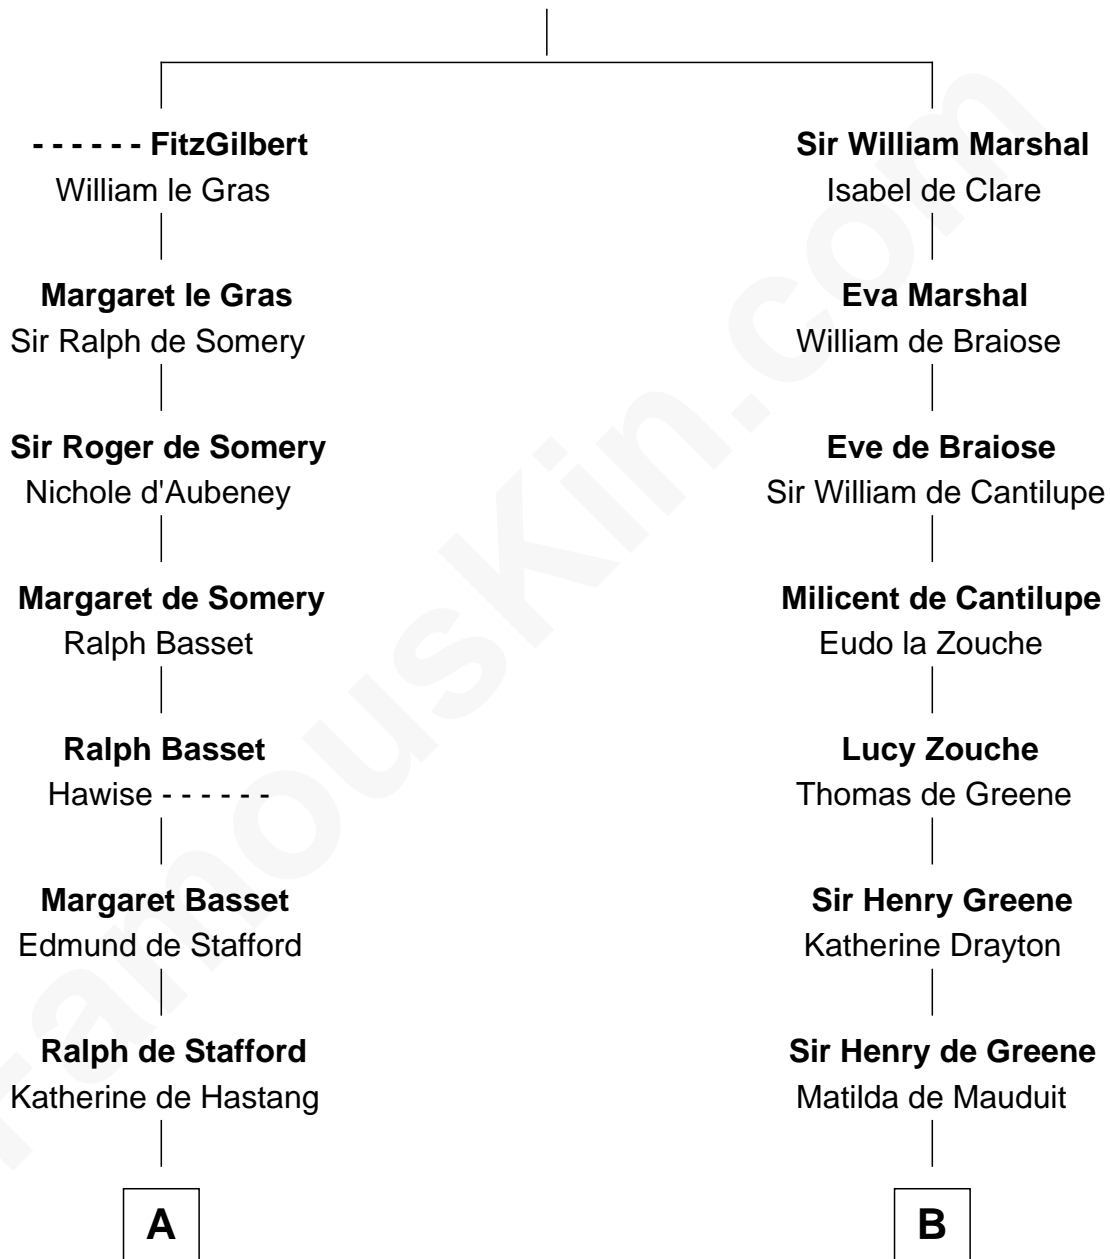 - - - - - - FitzGilbert
William le Gras
Margaret le Gras
Sir Ralph de Somery
Sir Roger de Somery
Nichole d'Aubeney
Margaret de Somery
Ralph Basset
Ralph Basset
Hawise - - - - - -
Margaret Basset
Edmund de Stafford
Ralph de Stafford
Katherine de Hastang
A
Sir William Marshal
Isabel de Clare
Eva Marshal
William de Braiose
Eve de Braiose
Sir William de Cantilupe
Milicent de Cantilupe
Eudo la Zouche
Lucy Zouche
Thomas de Greene
Sir Henry Greene
Katherine Drayton
Sir Henry de Greene
Matilda de Mauduit
B
FamousKin.com